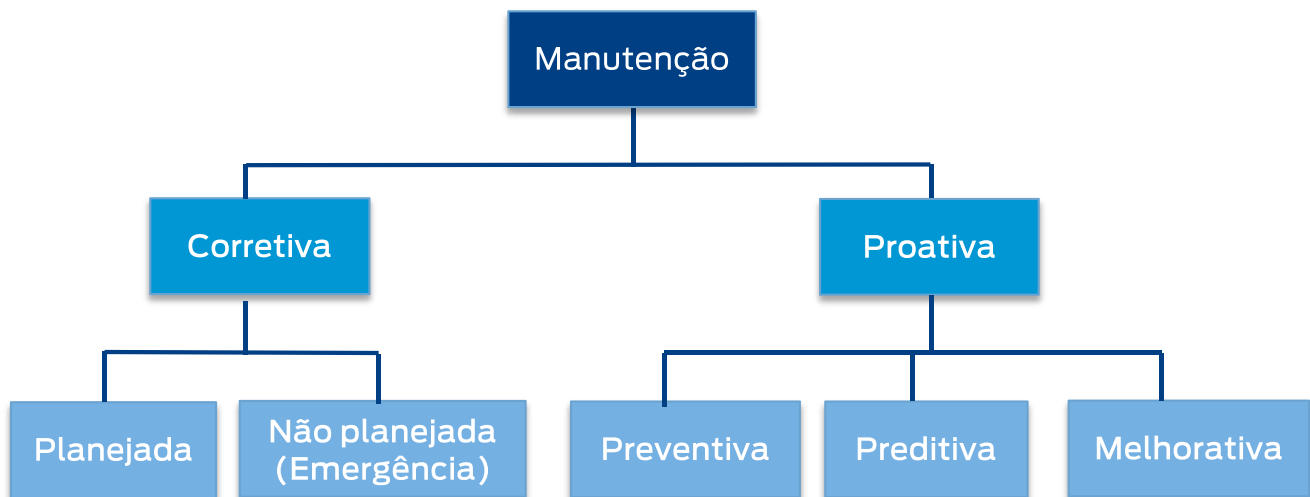 Manutenção
Corretiva
Proativa
Planejada
Não planejada
(Emergência)
Preventiva
Preditiva
Melhorativa